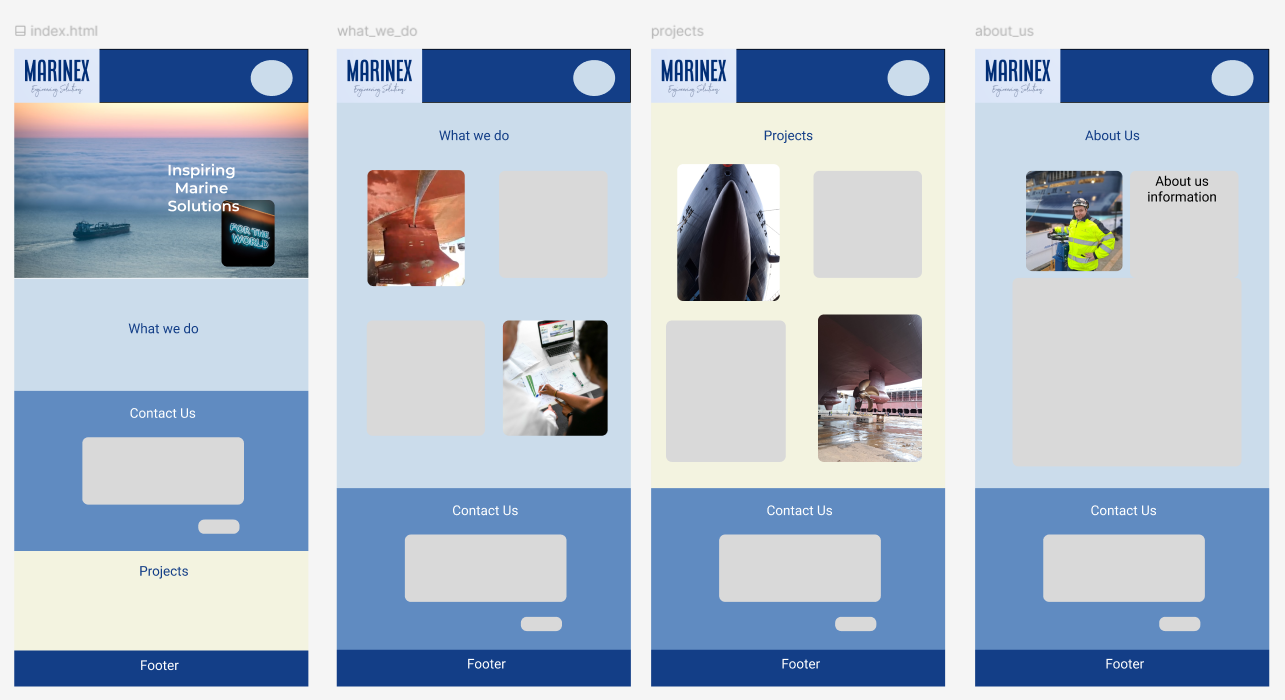 index.html
what_we_do
projects
about_us
MARINEX
Engineering Solutions
Inspiring
Marine
Solutions
FOR THE
WORLD
What we do
Contact Us
Projects
Footer
MARINEX
Engineering Solutions
What we do
Contact Us
Footer
MARINEX
Engineering Solutions
Projects
Contact Us
Footer
MARINEX
Engineering Solutions
About Us
About us
information
Contact Us
Footer